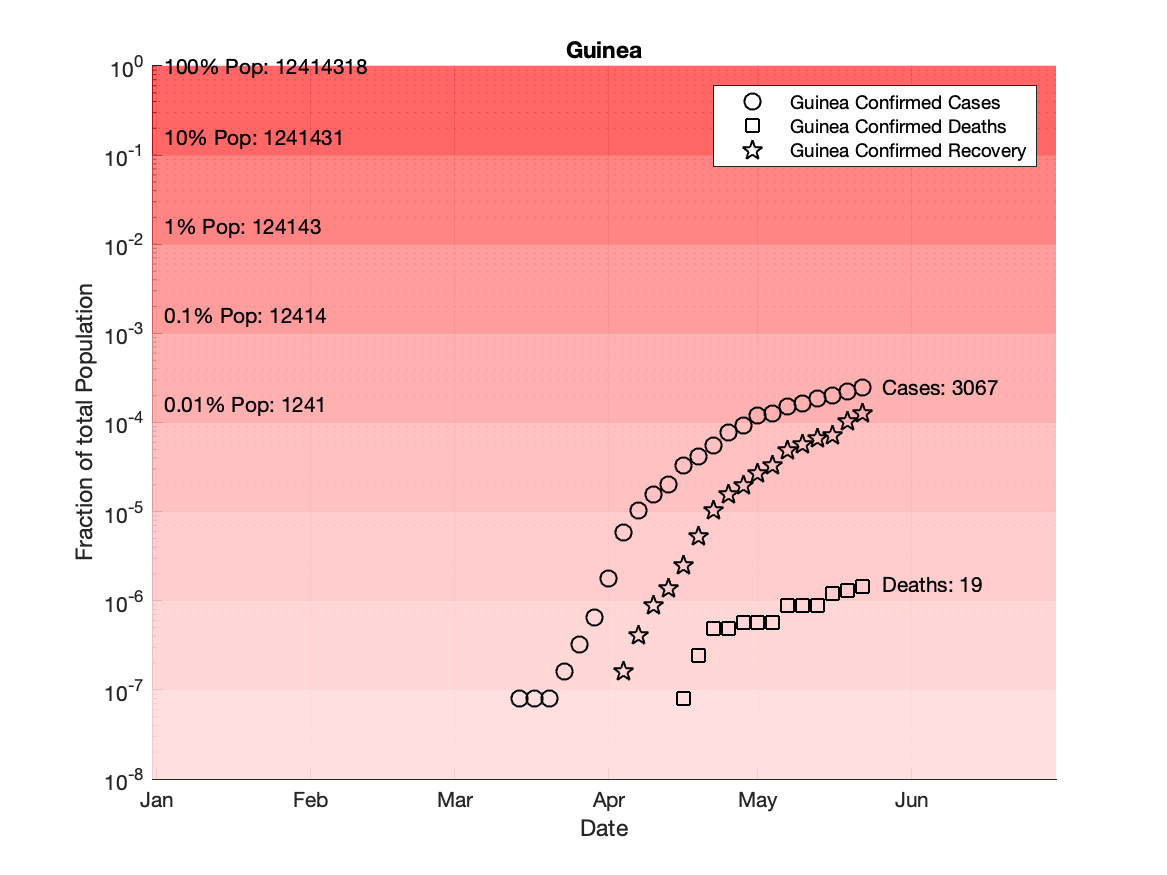 Guinea
10^0
10^-1
10^-2
10^-3
10^-4
10^-5
10^-6
10^-7
10^-8
Fraction of total Population
100% Pop: 12414318
10% Pop: 1241431
1% Pop: 124143
0.1% Pop: 12414
0.01% Pop: 1241
Guinea Confirmed Cases
Guinea Confirmed Deaths
Guinea Confirmed Recovery
Cases: 3067
Deaths: 19
Jan Feb Mar Apr May Jun
Date